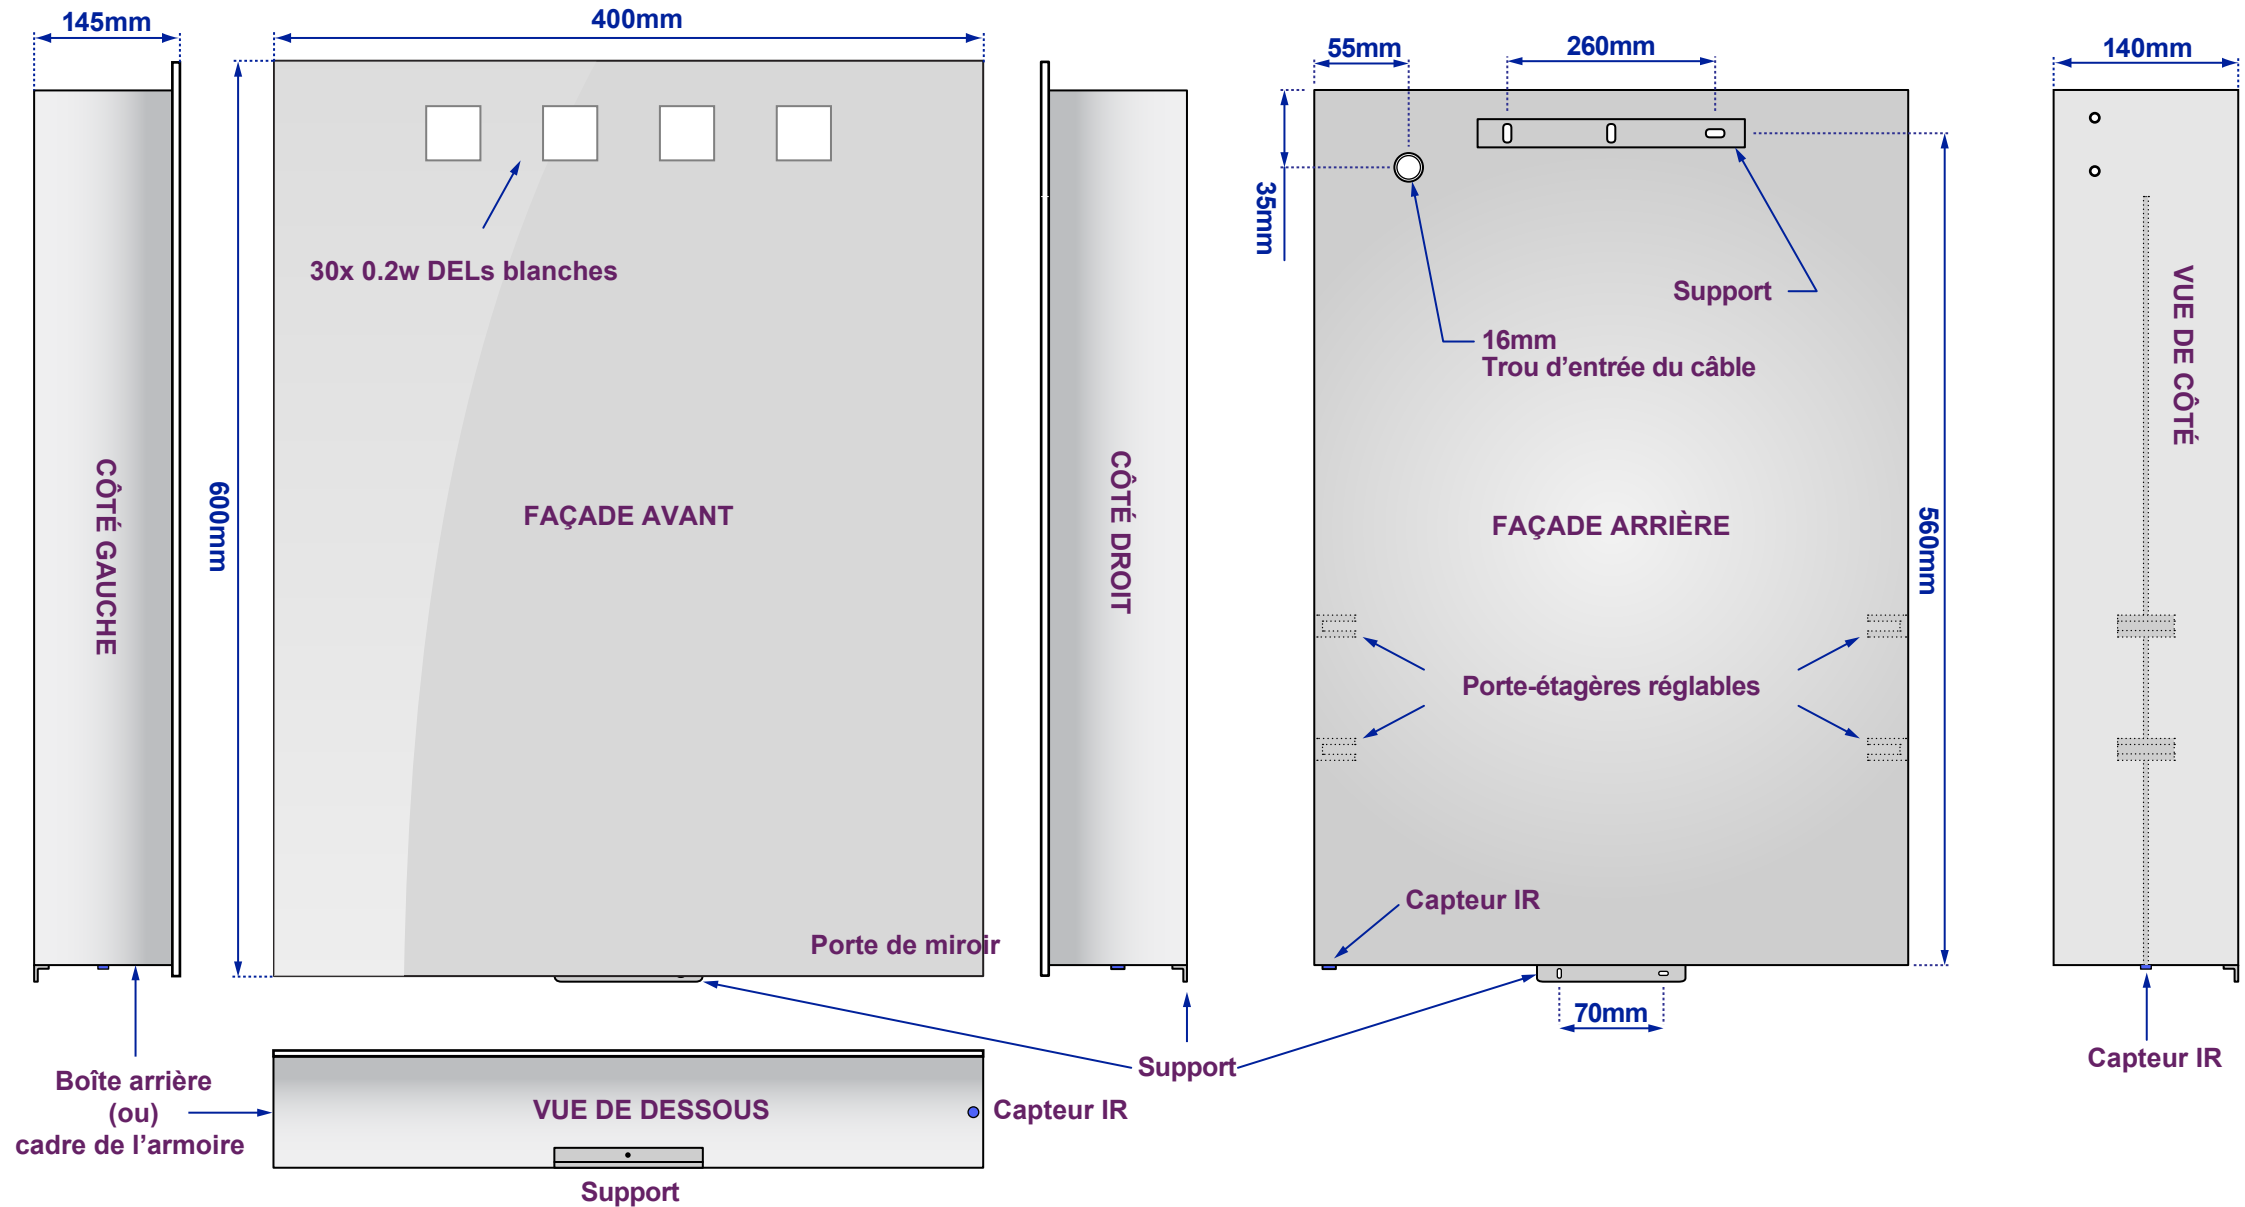 145mm
400mm
55mm
260mm
140mm
35mm
30x 0.2w DELs blanches
Support
16mm
Trou d’entrée du câble
VUE DE CÔTÉ
CÔTÉ GAUCHE
600mm
FAÇADE AVANT
CÔTÉ DROIT
FAÇADE ARRIÈRE
560mm
Porte-étagères réglables
Capteur IR
Porte de miroir
70mm
Support
Capteur IR
Boîte arrière
(ou)
cadre de l’armoire
VUE DE DESSOUS
Capteur IR
Support